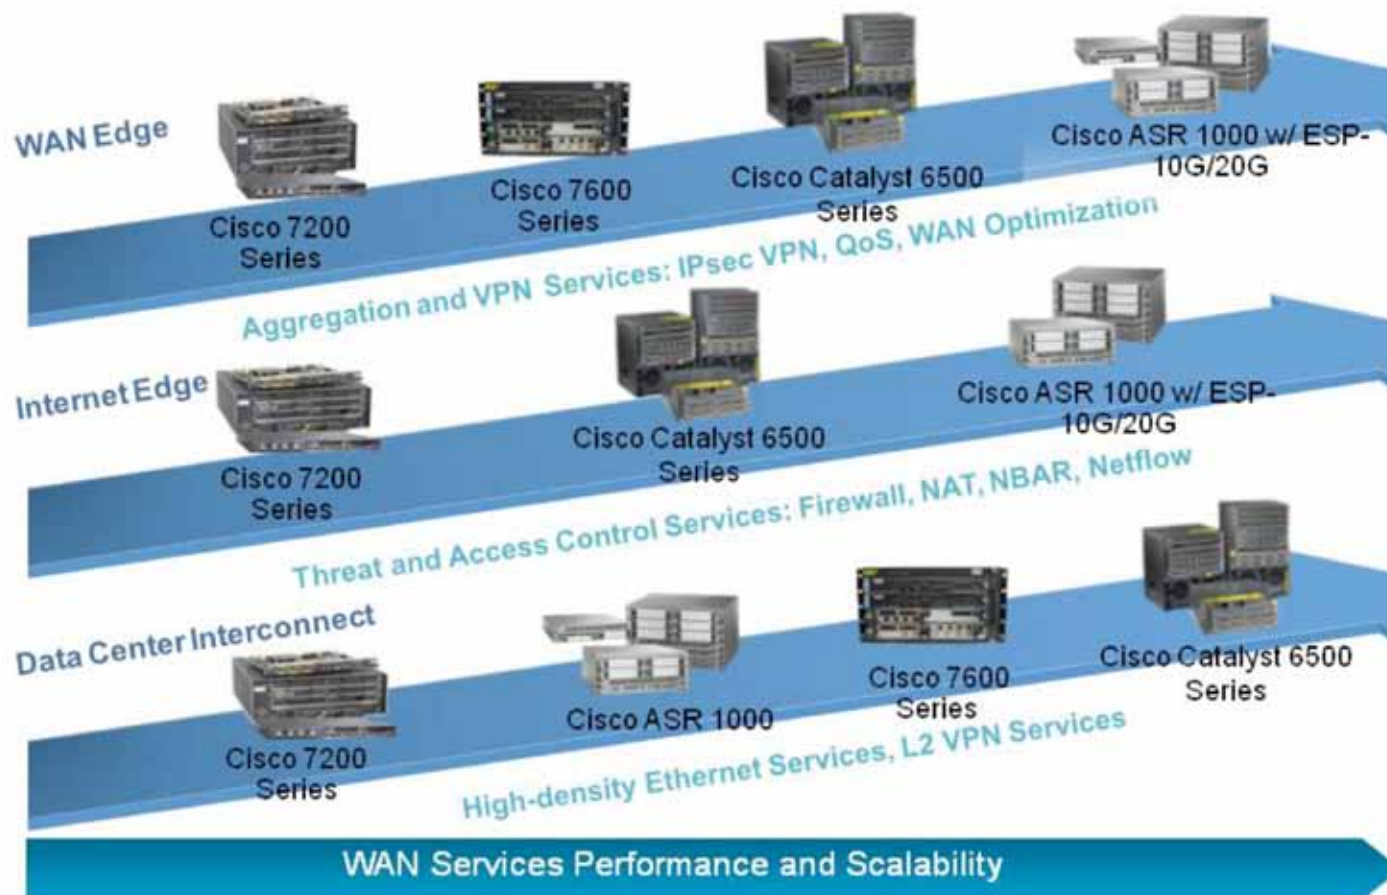 WAN Edge
Cisco 7200
Series
Cisco 7600
Series
Cisco Catalyst 6500
Series
Cisco ASR 1000 w/ ESP-
10G/20G
Aggregation and VPN Services: IPsec VPN, QoS, WAN Optimization
Internet Edge
Cisco 7200
Series
Cisco Catalyst 6500
Series
Cisco ASR 1000 w/ ESP-
10G/20G
Threat and Access Control Services: Firewall, NAT, NBAR, Netflow
Data Center Interconnect
Cisco 7200
Series
Cisco ASR 1000
Cisco 7600
Series
Cisco Catalyst 6500
Series
High-density Ethernet Services, L2 VPN Services
WAN Services Performance and Scalability